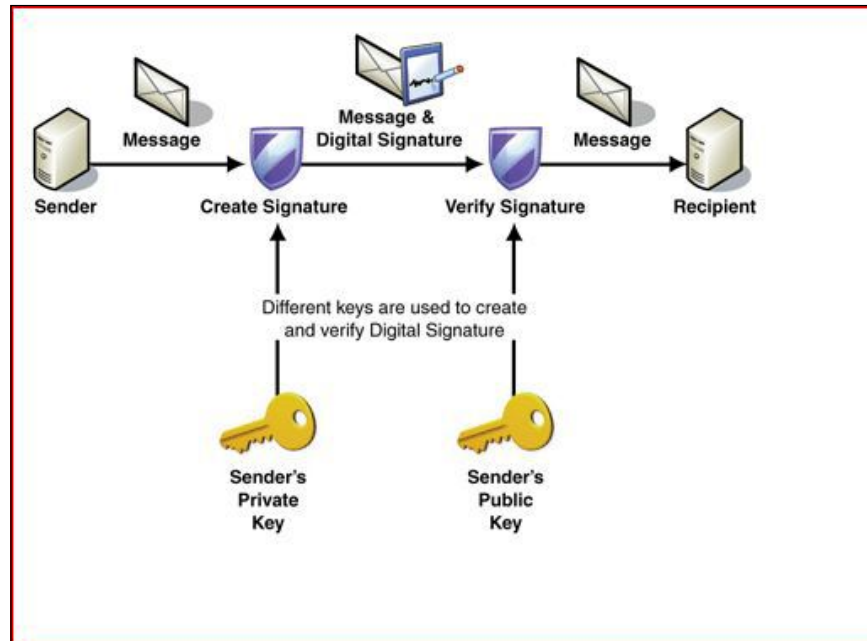 Message
Message &
Digital Signature
Message
Sender
Create Signature
Verify Signature
Recipient
Different keys are used to create
and verify Digital Signature
Sender's
Private
Key
Sender's
Public
Key